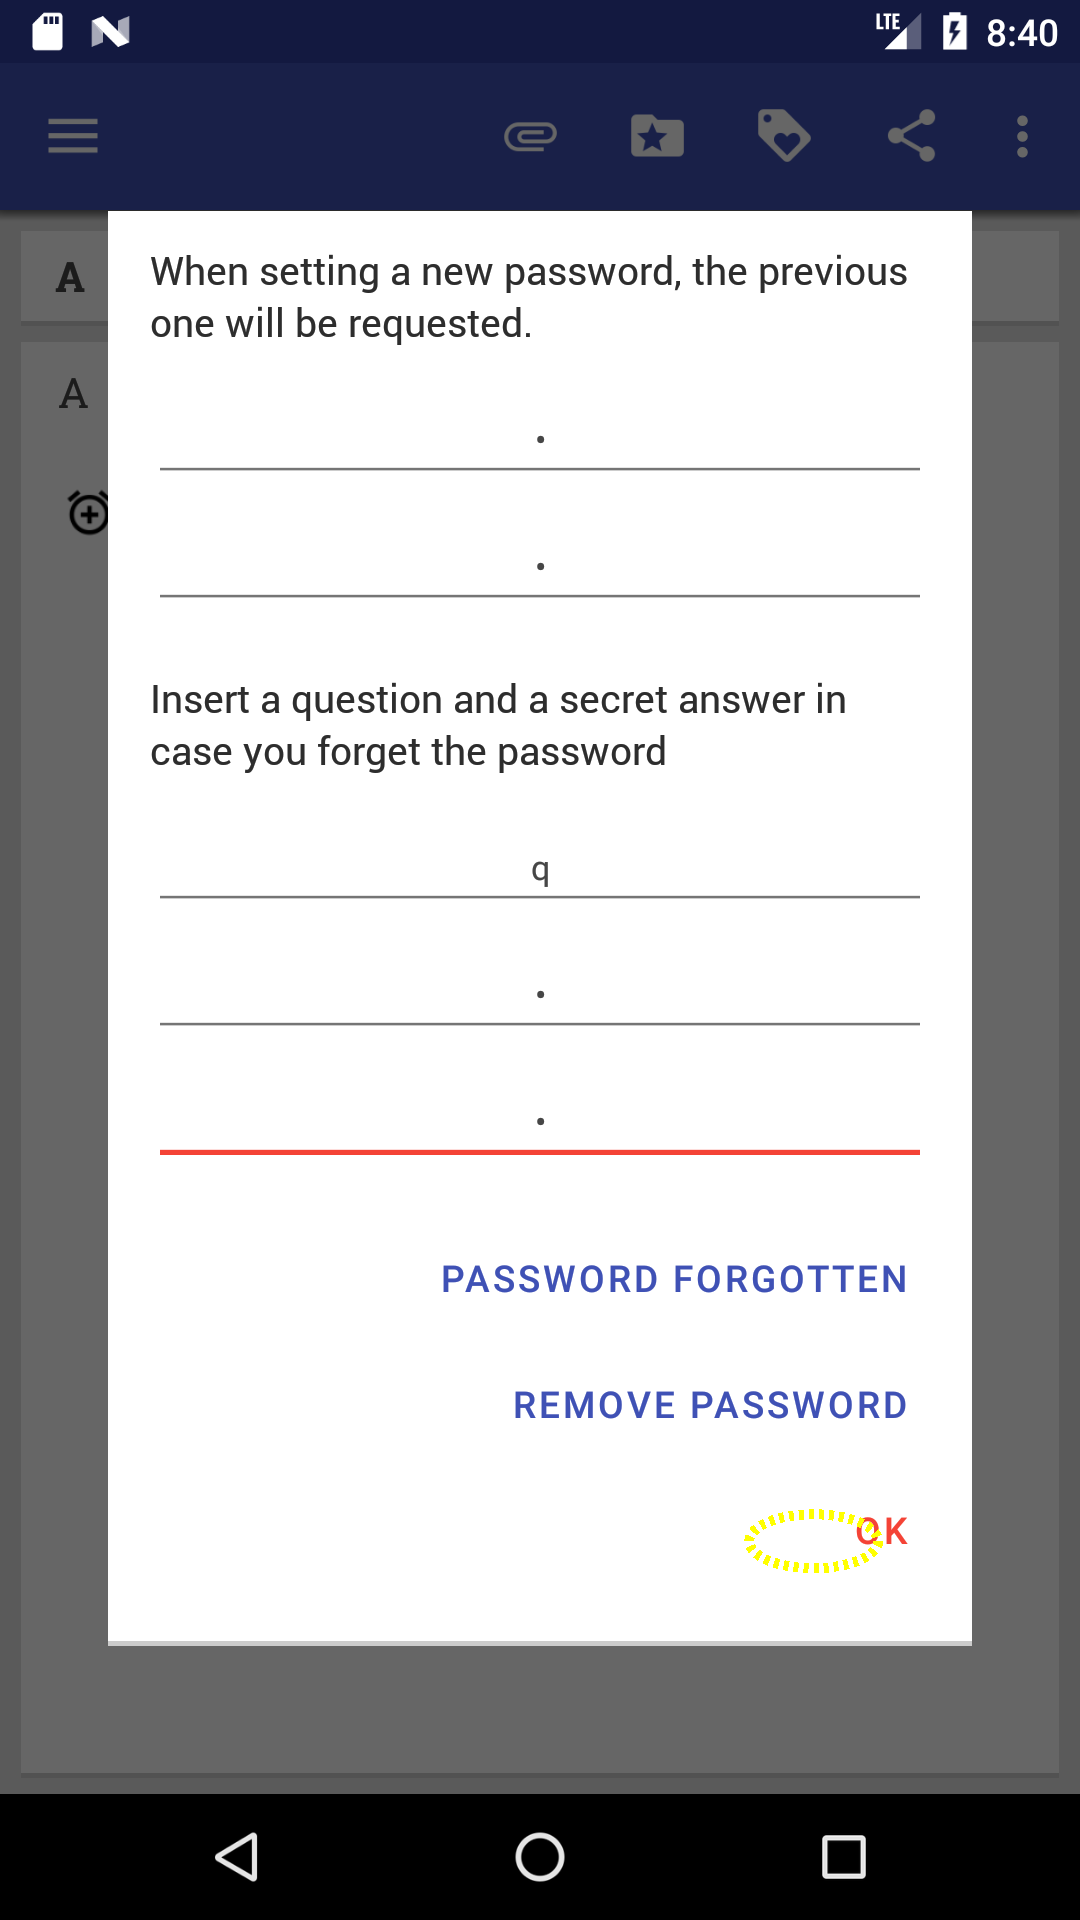 LTE 8:40
A
When setting a new password, the previous
one will be requested.
A
.
.
Insert a question and a secret answer in
case you forget the password
q
.
.
PASSWORD FORGOTTEN
REMOVE PASSWORD
OK